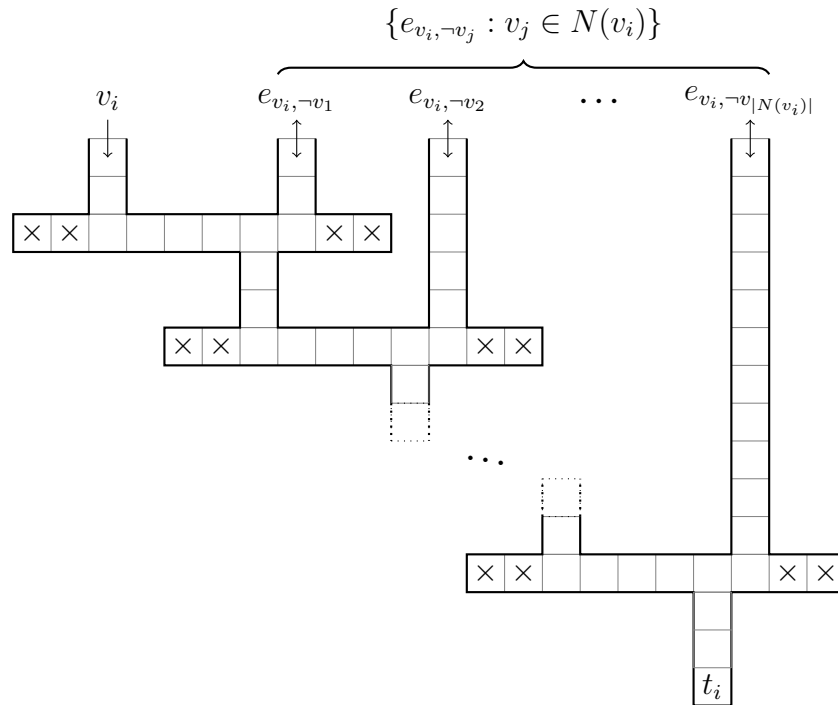 {e_{v_i,¬v_j} : v_j ∈ N(v_i)}
v_i e_{v_i,¬v_1} e_{v_i,¬v_2} ⋯ e_{v_i,¬v_{|N(v_i)|}}
× × × ×
× × × ×
⋯
× × × ×
t_i